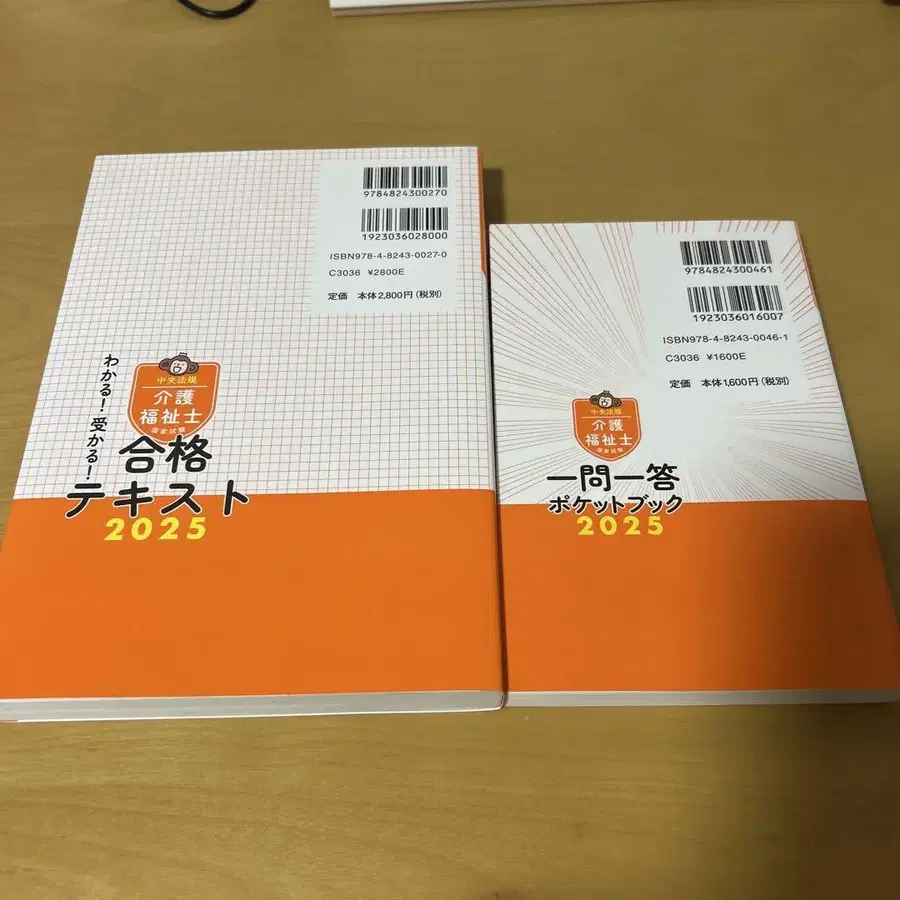 9784824300270
1923036028000
ISBN978-4-8243-0027-0
C3036 ¥2800E
定価 本体2,800円(税別)
わかる!受かる!
中央法規
介護
福祉士
国家試験
合格
テキスト
2025
9784824300461
1923036016007
ISBN978-4-8243-0046-1
C3036 ¥1600E
定価 本体1,600円(税別)
中央法規
介護
福祉士
国家試験
一問一答
ポケットブック
2025